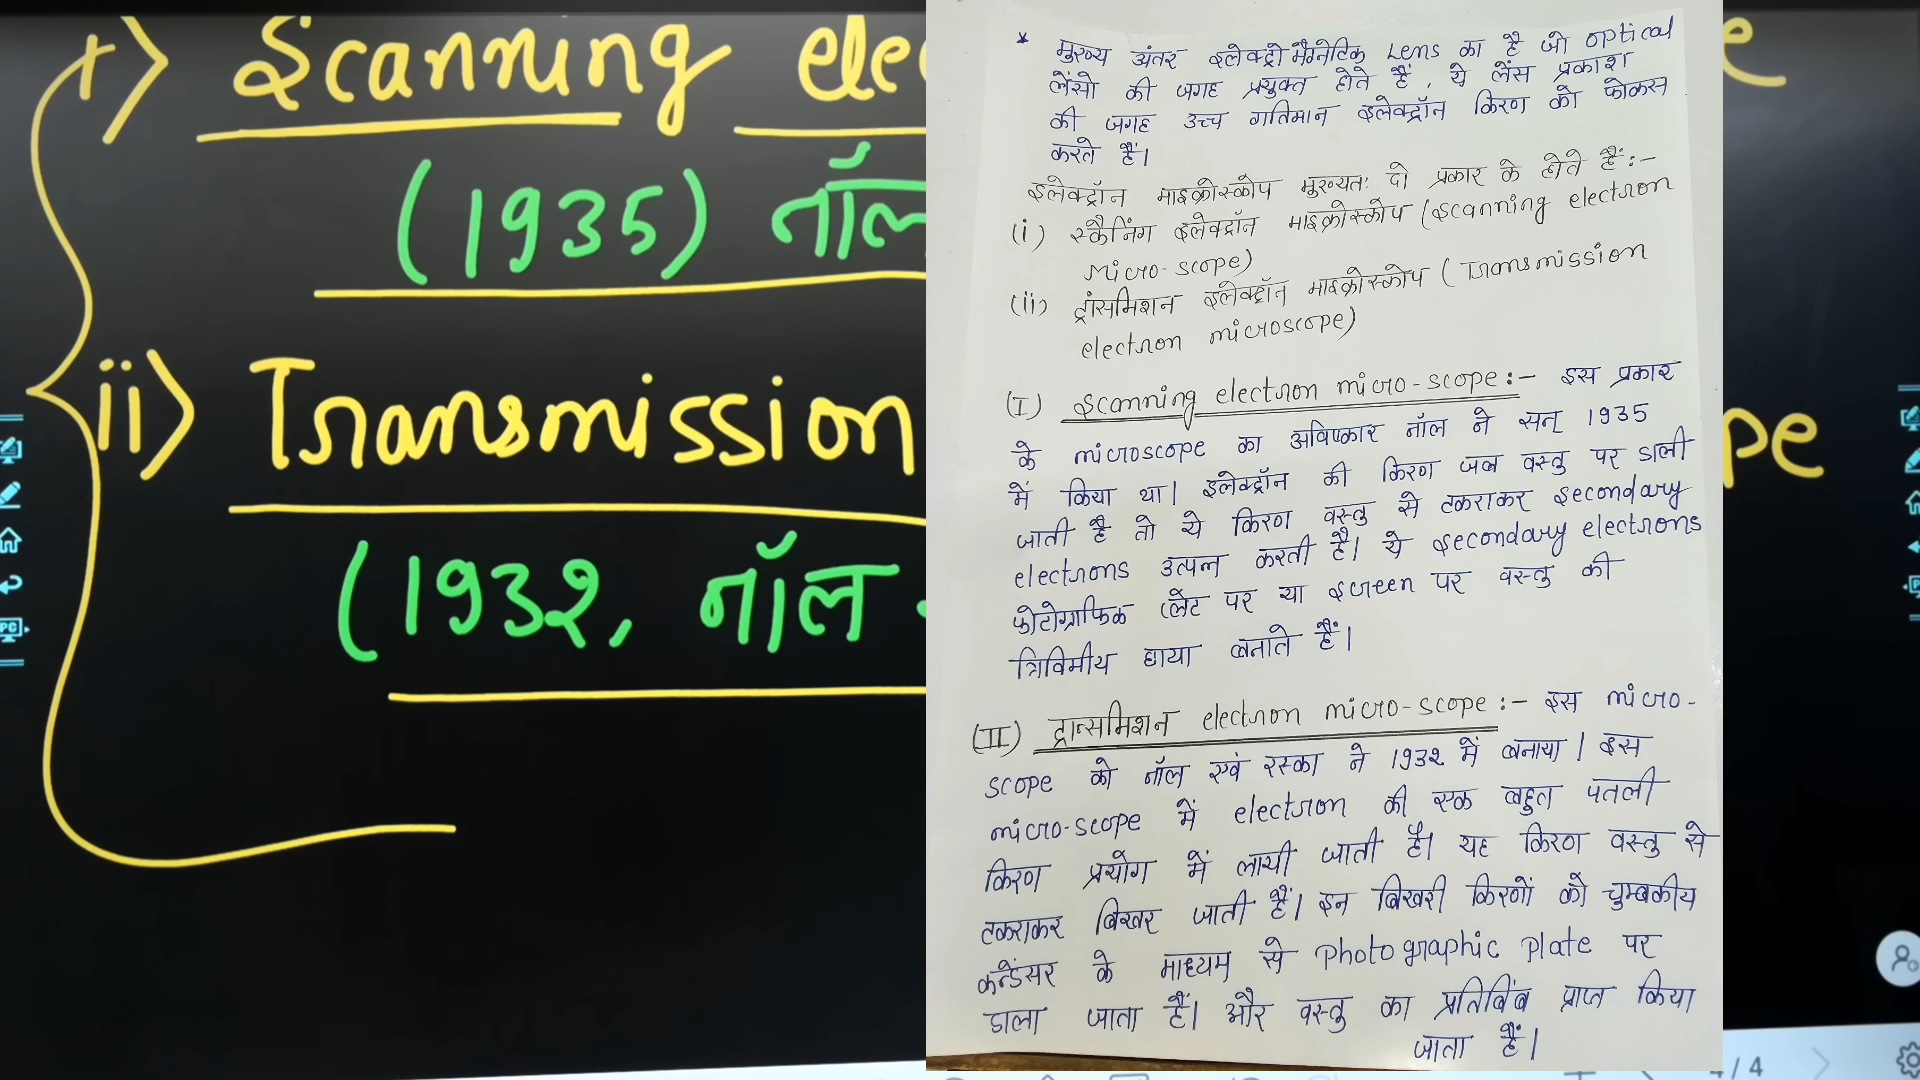 i) Scanning ele
(1935) नॉल
ii) Transmission
(1932, नॉल
e
pe
* मुख्य अंतर इलेक्ट्रो मैग्नेटिक Lens का है जो optical
लेंसो की जगह प्रयुक्त होते हैं, ये लेंस प्रकाश
की जगह उच्च गतिमान इलेक्ट्रॉन किरण को फोकस
करते हैं।
इलेक्ट्रॉन माइक्रोस्कोप मुख्यतः दो प्रकार के होते हैं:-
(i) स्कैनिंग इलेक्ट्रॉन माइक्रोस्कोप (Scanning electron
Micro-scope)
(ii) ट्रांसमिशन इलेक्ट्रॉन माइक्रोस्कोप (Transmission
electron microscope)
(I) Scanning electron micro-scope:- इस प्रकार
के microscope का अविष्कार नॉल ने सन् 1935
में किया था। इलेक्ट्रॉन की किरण जब वस्तु पर डाली
जाती है तो ये किरण वस्तु से टकराकर Secondary
electrons उत्पन्न करती है। ये Secondary electrons
फोटोग्राफिक प्लेट पर या Screen पर वस्तु की
त्रिविमीय छाया बनाते हैं।
(II) ट्रान्समिशन electron micro-scope:- इस micro-
scope को नॉल एवं रस्का ने 1932 में बनाया। इस
micro-scope में electron की एक बहुत पतली
किरण प्रयोग में लायी जाती है। यह किरण वस्तु से
टकराकर बिखर जाती हैं। इन बिखरी किरणों को चुम्बकीय
कन्डेंसर के माध्यम से Photographic Plate पर
डाला जाता हैं। और वस्तु का प्रतिबिंब प्राप्त किया
जाता हैं।
/ 4